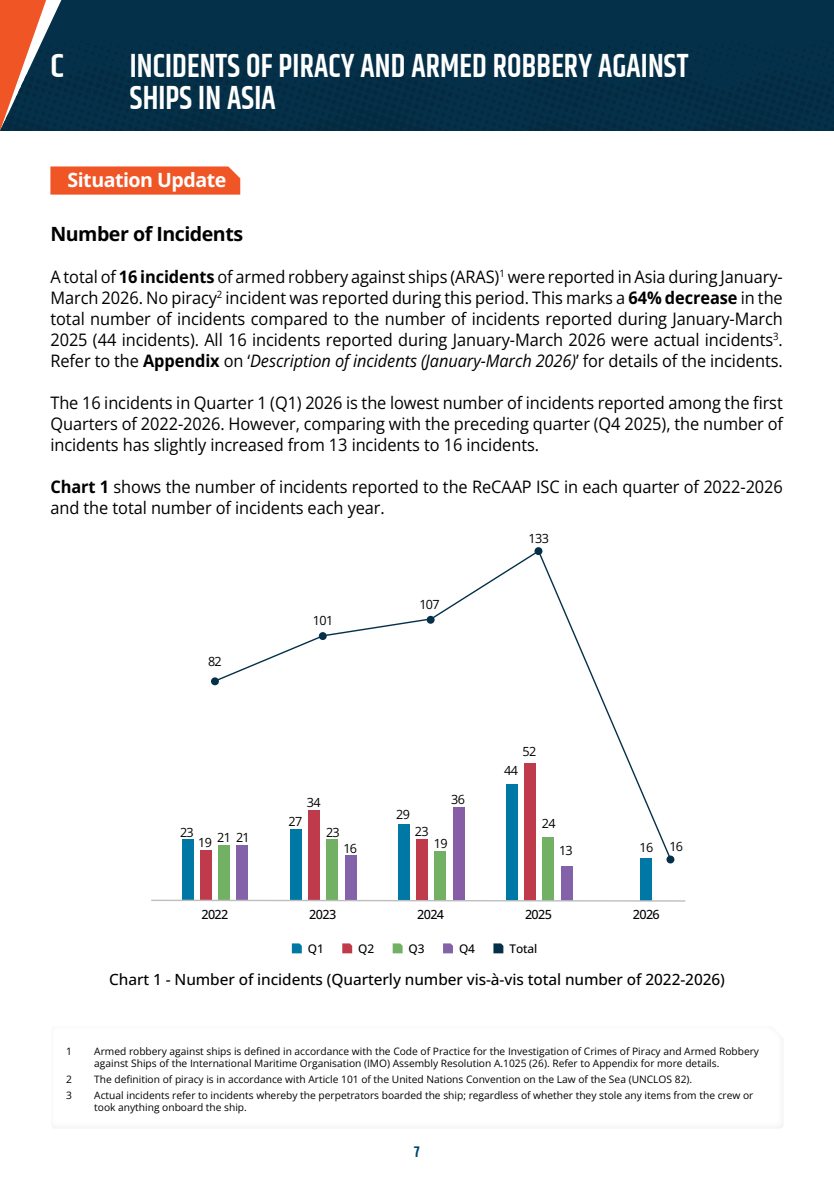 C INCIDENTS OF PIRACY AND ARMED ROBBERY AGAINST
SHIPS IN ASIA
Situation Update
Number of Incidents
A total of 16 incidents of armed robbery against ships (ARAS)1 were reported in Asia during January-
March 2026. No piracy2 incident was reported during this period. This marks a 64% decrease in the
total number of incidents compared to the number of incidents reported during January-March
2025 (44 incidents). All 16 incidents reported during January-March 2026 were actual incidents3.
Refer to the Appendix on ‘Description of incidents (January-March 2026)’ for details of the incidents.
The 16 incidents in Quarter 1 (Q1) 2026 is the lowest number of incidents reported among the first
Quarters of 2022-2026. However, comparing with the preceding quarter (Q4 2025), the number of
incidents has slightly increased from 13 incidents to 16 incidents.
Chart 1 shows the number of incidents reported to the ReCAAP ISC in each quarter of 2022-2026
and the total number of incidents each year.
133
107
101
82
52
44
36
34
29
27
23 19 21 21
23
16
23
19
24
13
16 16
2022 2023 2024 2025 2026
Q1 Q2 Q3 Q4 Total
Chart 1 - Number of incidents (Quarterly number vis-à-vis total number of 2022-2026)
1 Armed robbery against ships is defined in accordance with the Code of Practice for the Investigation of Crimes of Piracy and Armed Robbery
against Ships of the International Maritime Organisation (IMO) Assembly Resolution A.1025 (26). Refer to Appendix for more details.
2 The definition of piracy is in accordance with Article 101 of the United Nations Convention on the Law of the Sea (UNCLOS 82).
3 Actual incidents refer to incidents whereby the perpetrators boarded the ship; regardless of whether they stole any items from the crew or
took anything onboard the ship.
7